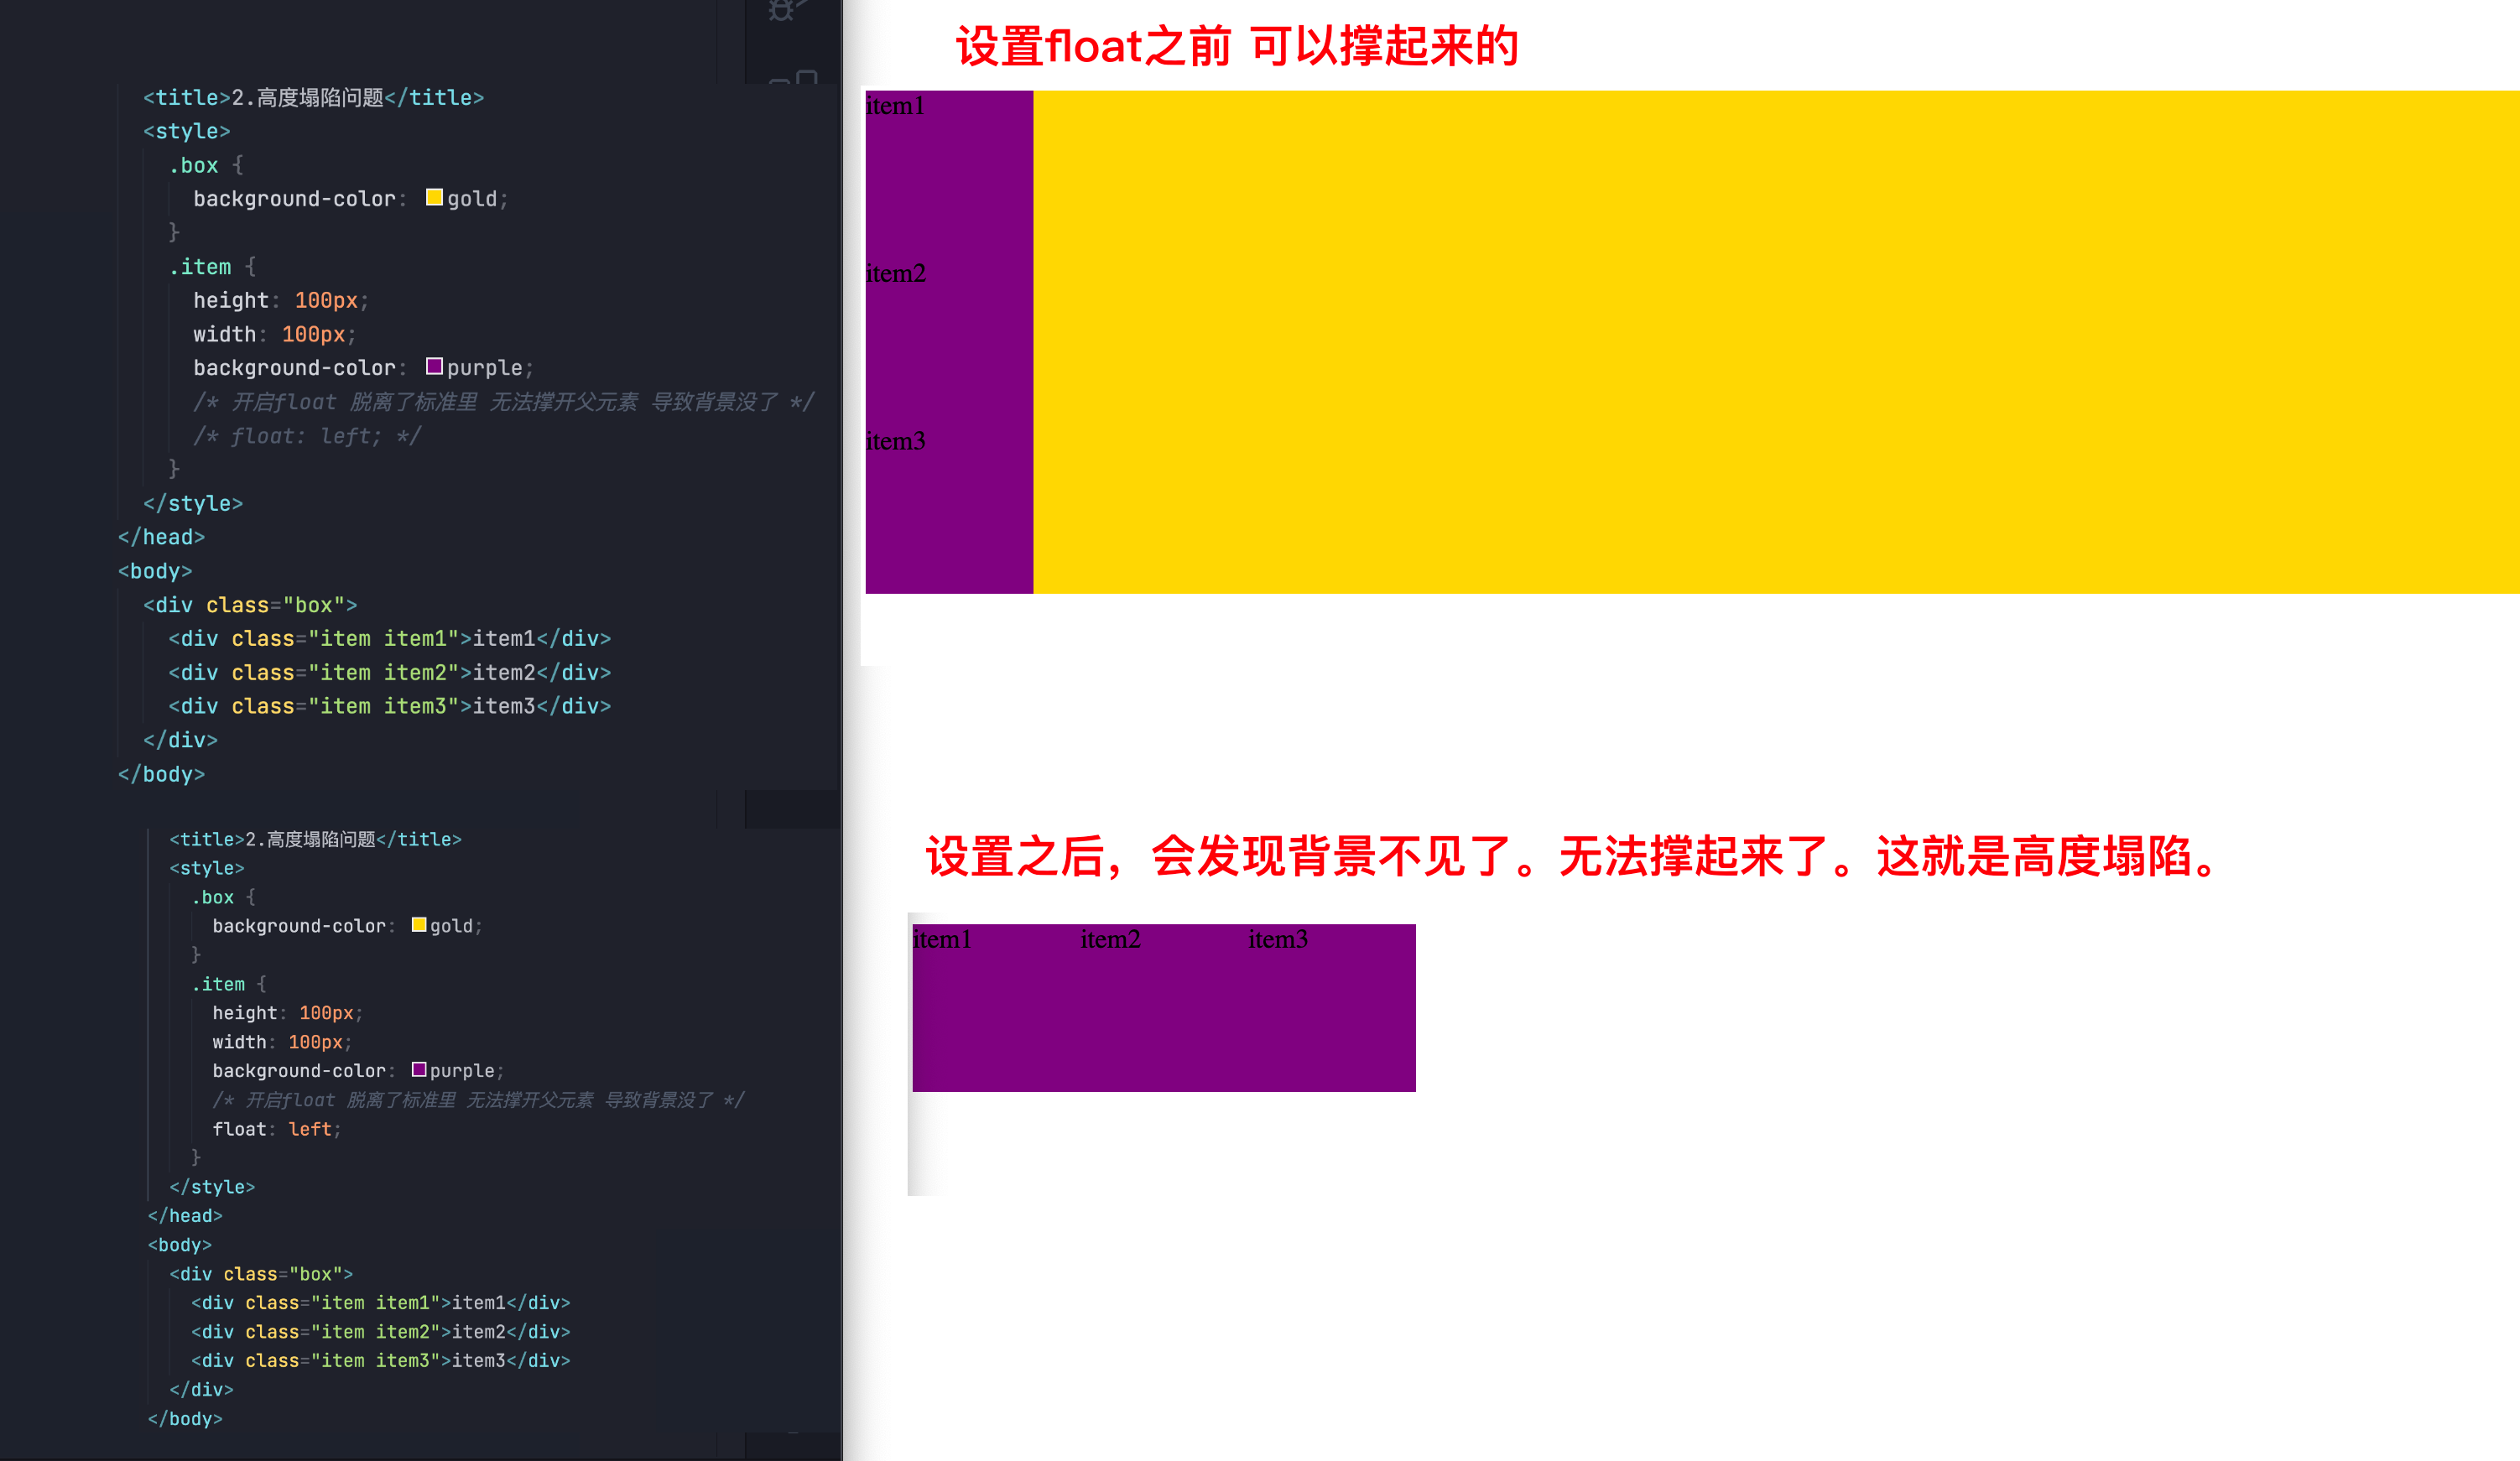 <title>2.高度塌陷问题</title>
<style>
.box {
background-color: gold;
}
.item {
height: 100px;
width: 100px;
background-color: purple;
/* 开启float 脱离了标准里 无法撑开父元素 导致背景没了 */
/* float: left; */
}
</style>
</head>
<body>
<div class="box">
<div class="item item1">item1</div>
<div class="item item2">item2</div>
<div class="item item3">item3</div>
</div>
</body>
设置float之前 可以撑起来的
item1
item2
item3
<title>2.高度塌陷问题</title>
<style>
.box {
background-color: gold;
}
.item {
height: 100px;
width: 100px;
background-color: purple;
/* 开启float 脱离了标准里 无法撑开父元素 导致背景没了 */
float: left;
}
</style>
</head>
<body>
<div class="box">
<div class="item item1">item1</div>
<div class="item item2">item2</div>
<div class="item item3">item3</div>
</div>
</body>
设置之后，会发现背景不见了。无法撑起来了。这就是高度塌陷。
item1 item2 item3